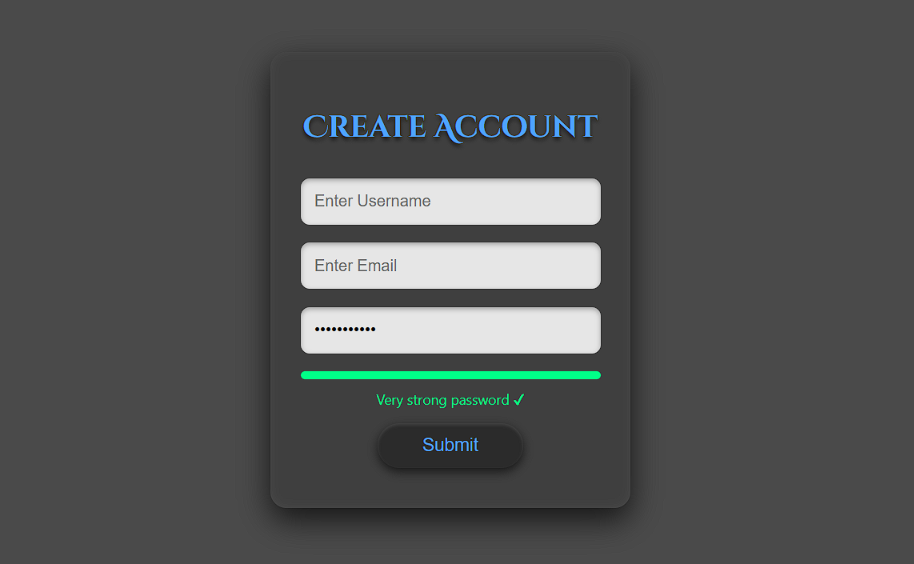 Create Account
Enter Username
Enter Email
•••••••••••
Very strong password ✓
Submit